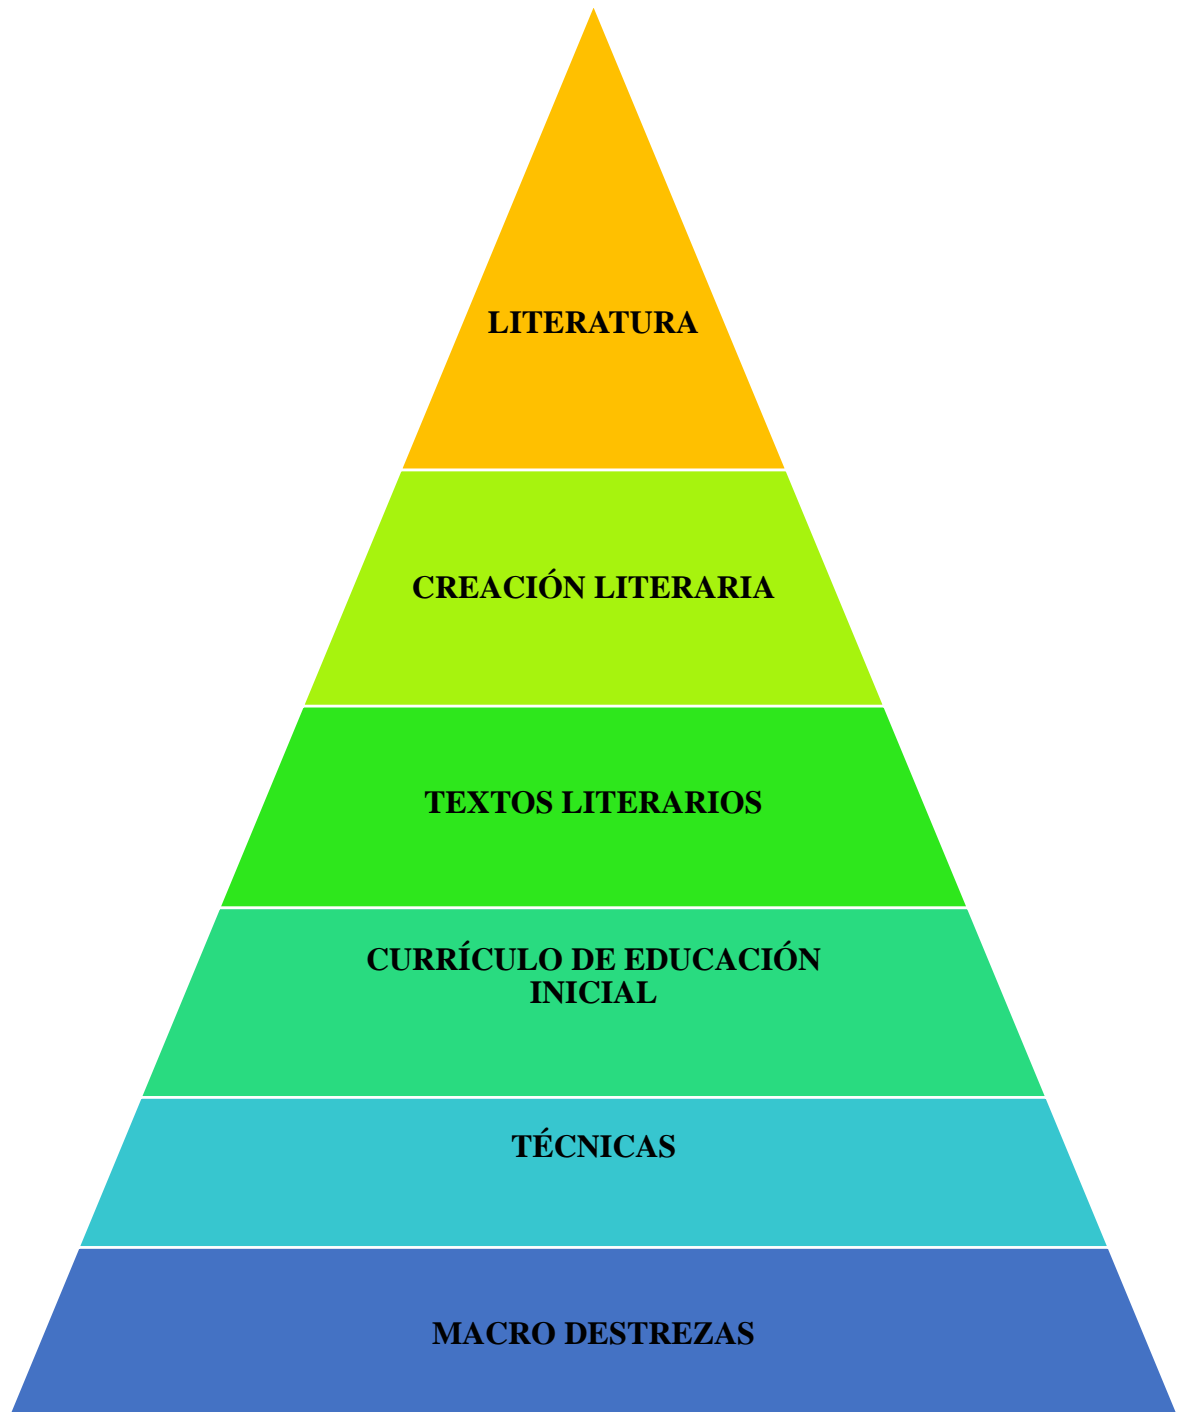 LITERATURA
CREACIÓN LITERARIA
TEXTOS LITERARIOS
CURRÍCULO DE EDUCACIÓN
INICIAL
TÉCNICAS
MACRO DESTREZAS